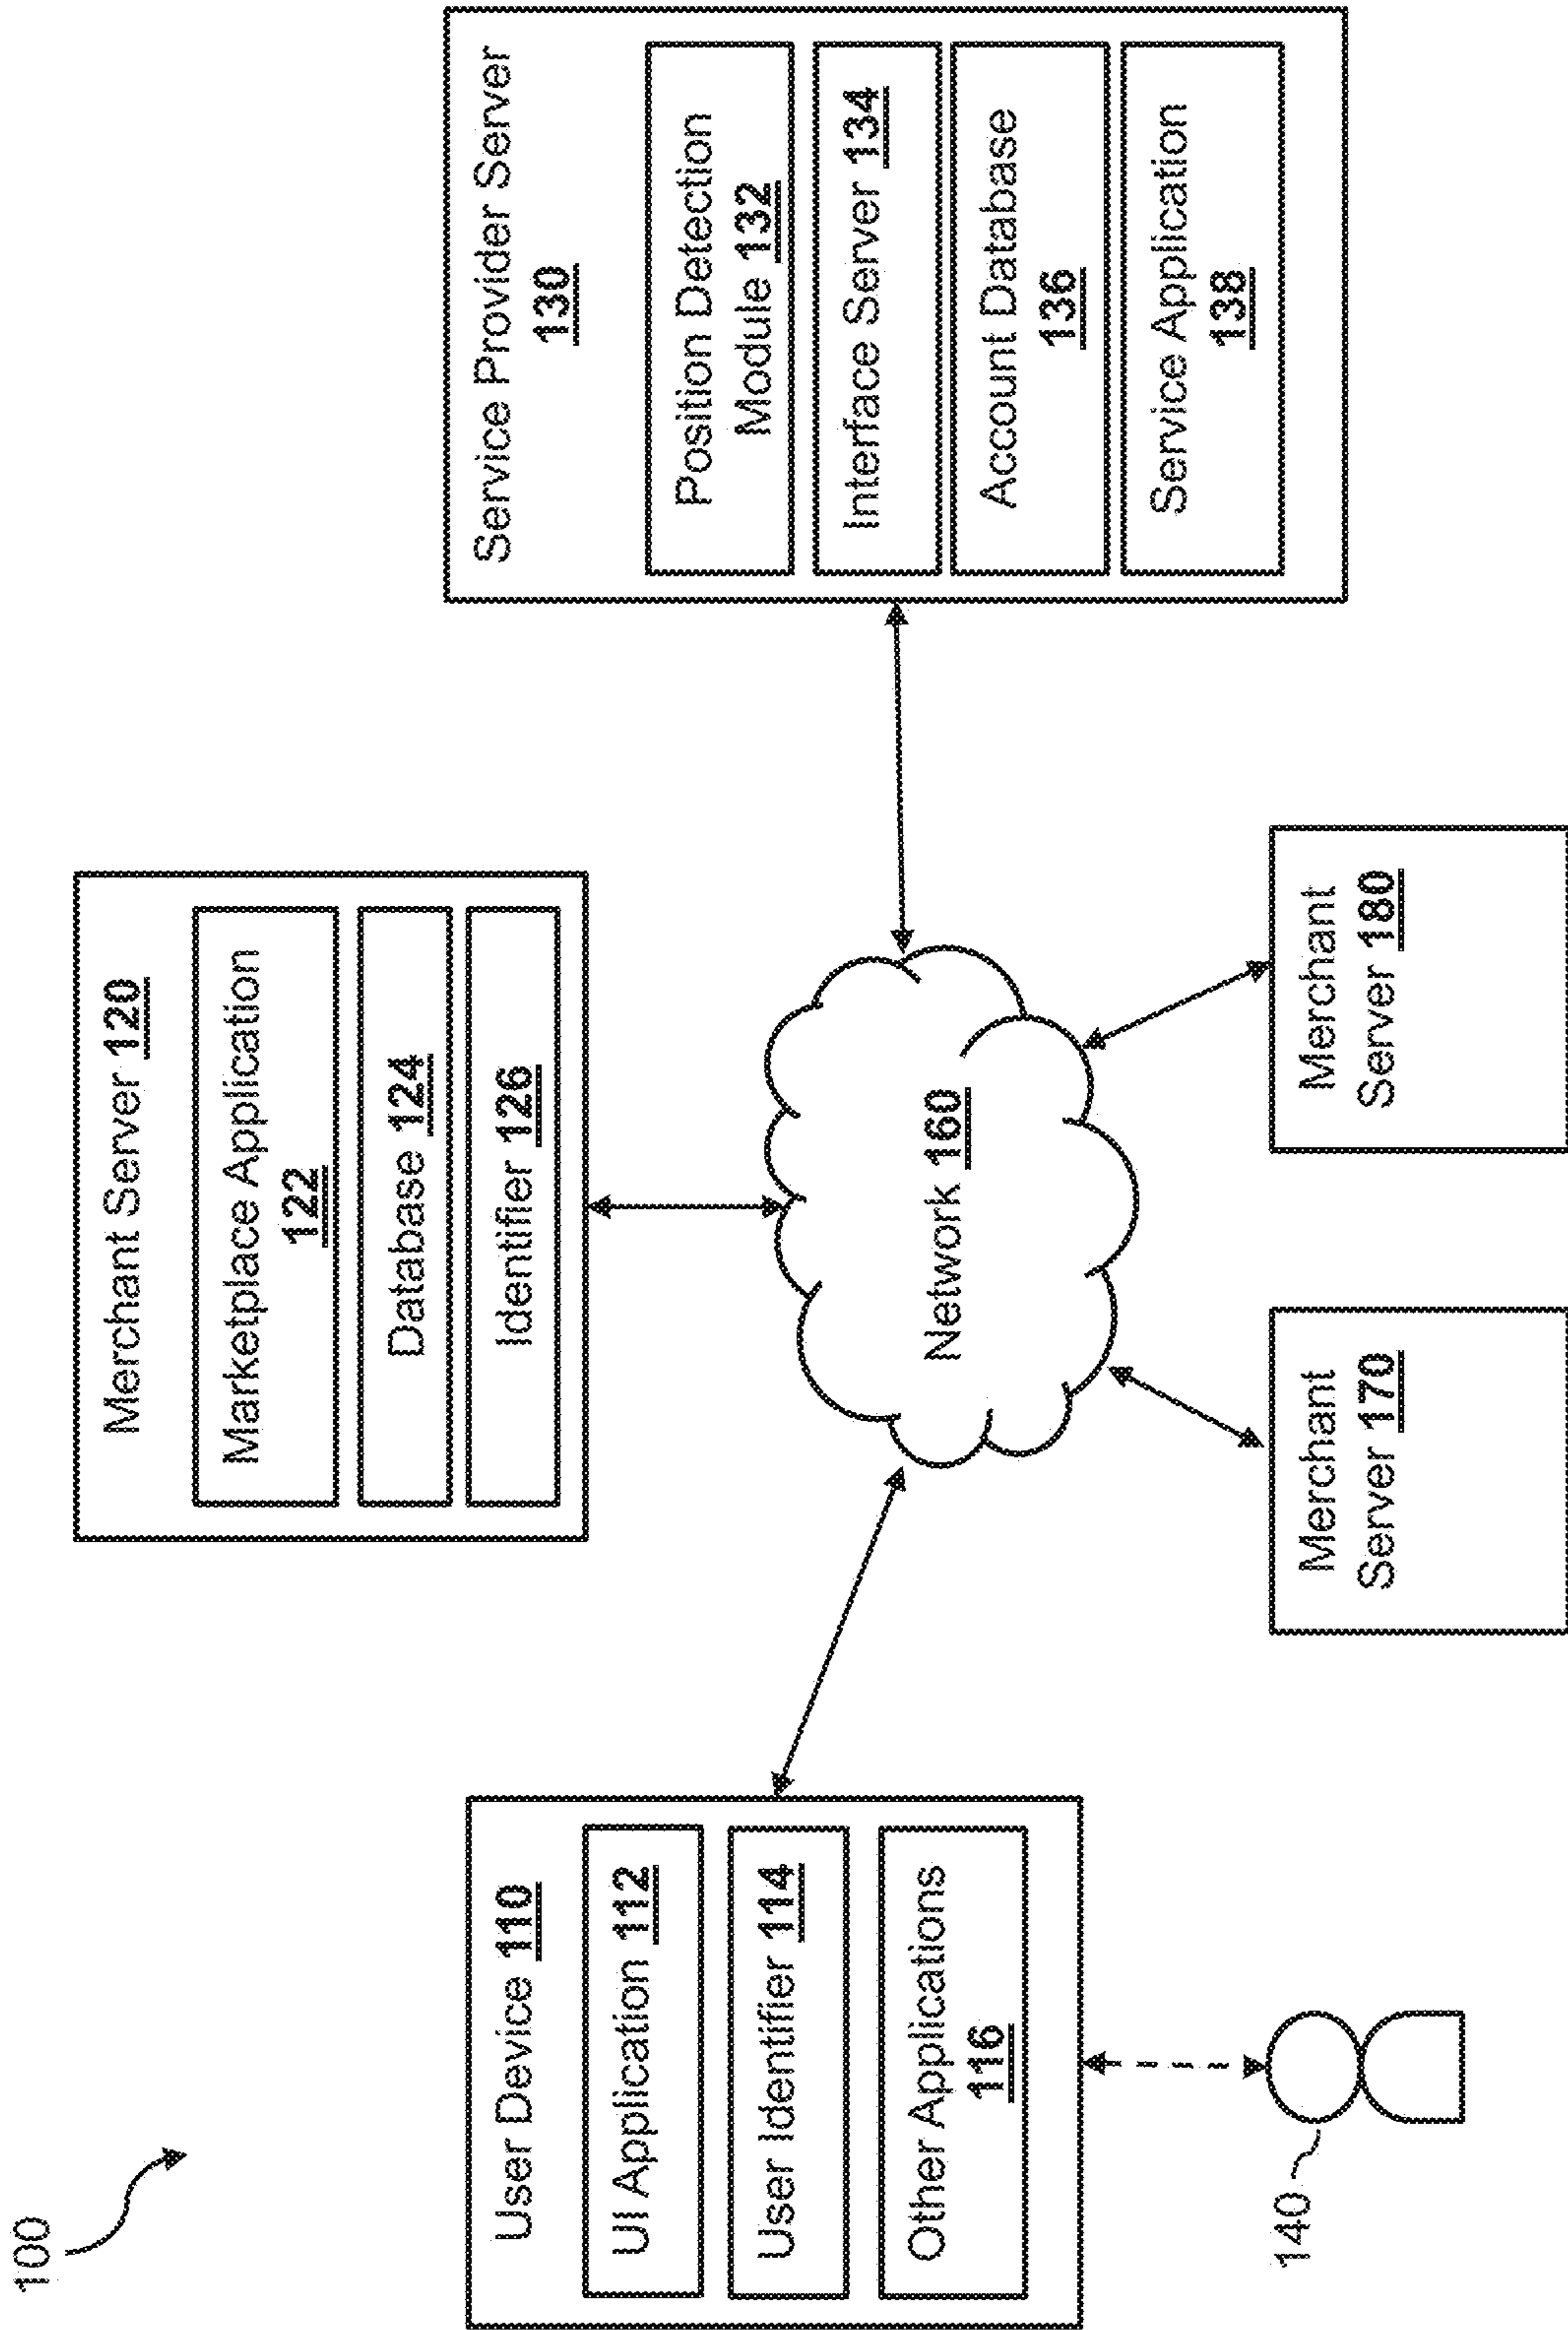 100
Merchant Server 120
Marketplace Application
122
Database 124
Identifier 126
User Device 110
UI Application 112
User Identifier 114
Other Applications
116
140
Network 160
Service Provider Server
130
Position Detection
Module 132
Interface Server 134
Account Database
136
Service Application
138
Merchant
Server 170
Merchant
Server 180